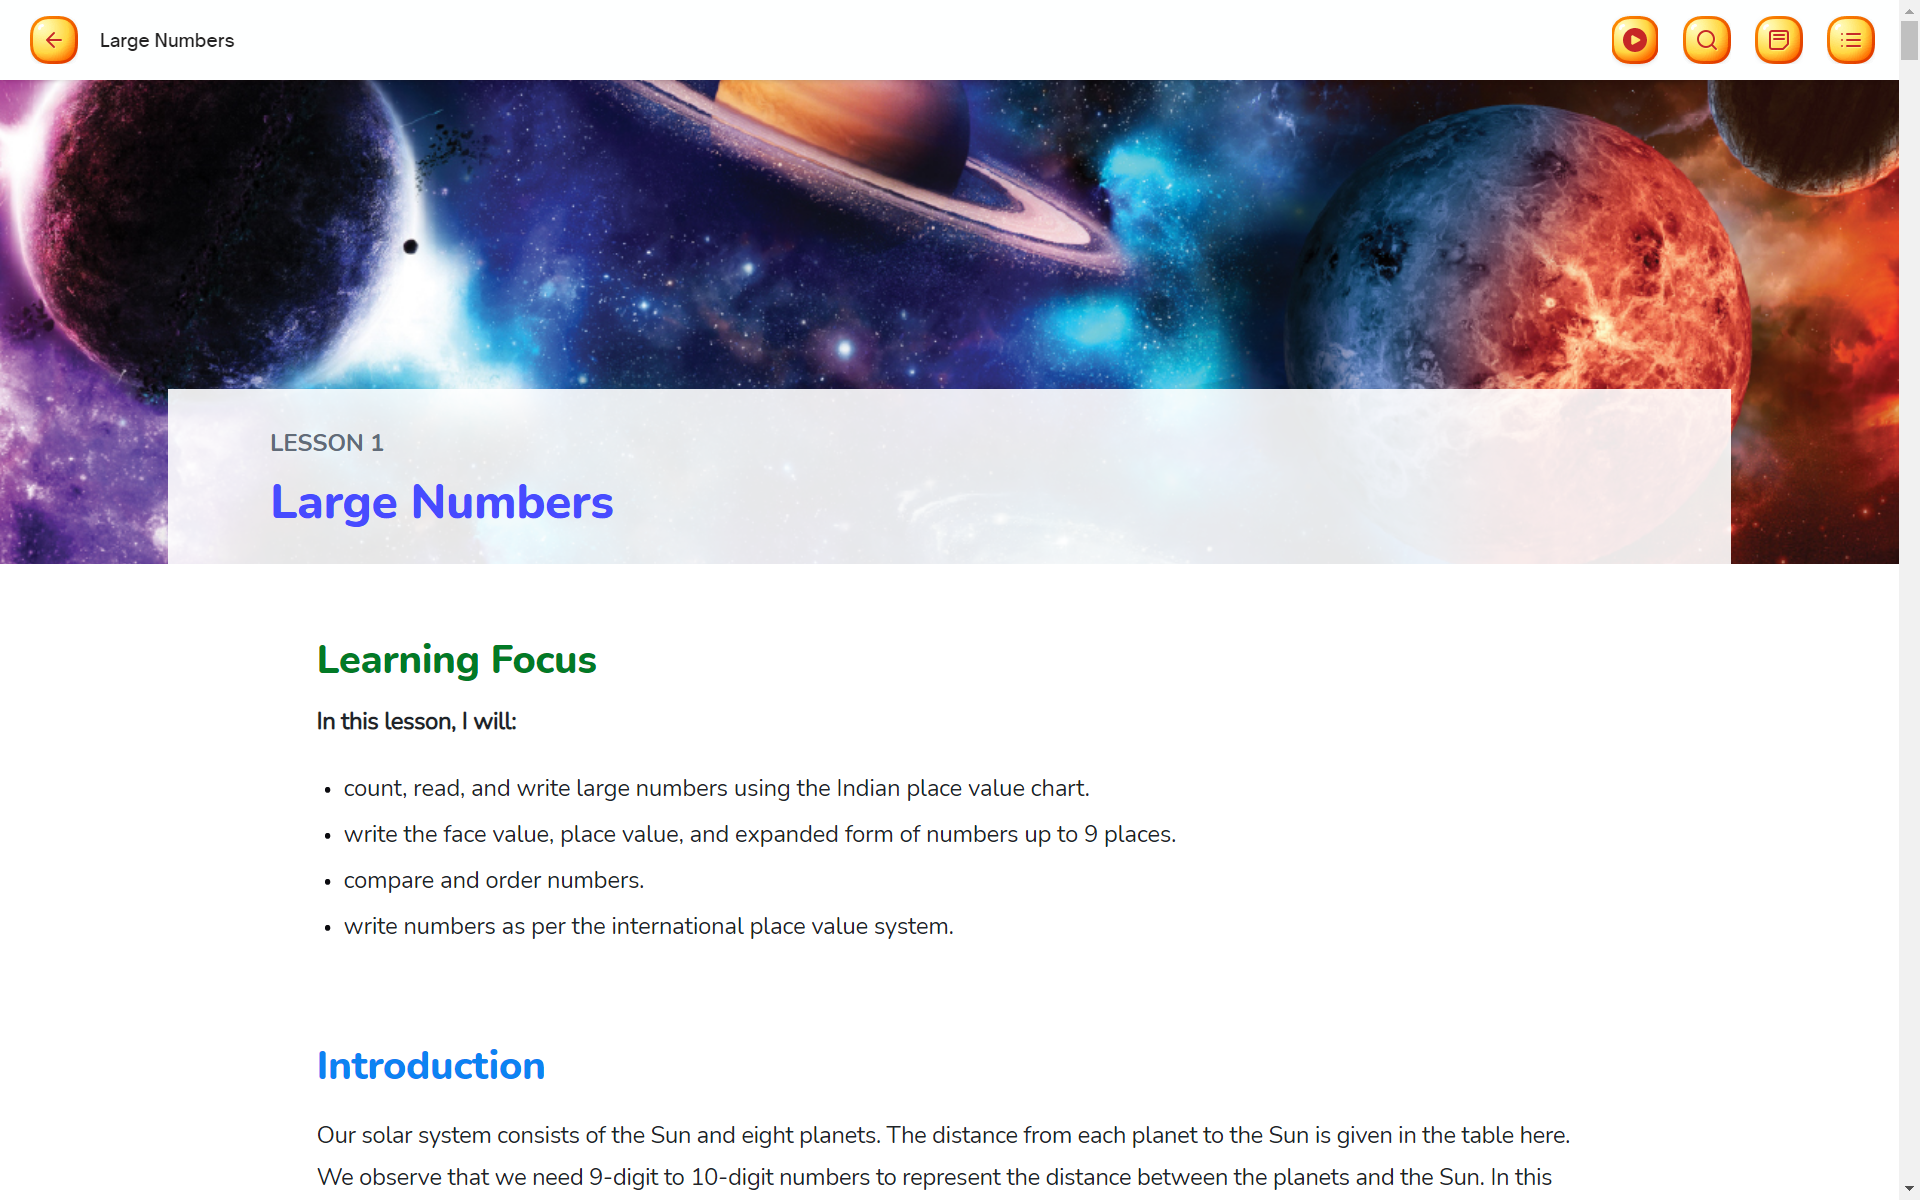 Large Numbers
LESSON 1
Large Numbers
Learning Focus
In this lesson, I will:
• count, read, and write large numbers using the Indian place value chart.
• write the face value, place value, and expanded form of numbers up to 9 places.
• compare and order numbers.
• write numbers as per the international place value system.
Introduction
Our solar system consists of the Sun and eight planets. The distance from each planet to the Sun is given in the table here.
We observe that we need 9-digit to 10-digit numbers to represent the distance between the planets and the Sun. In this